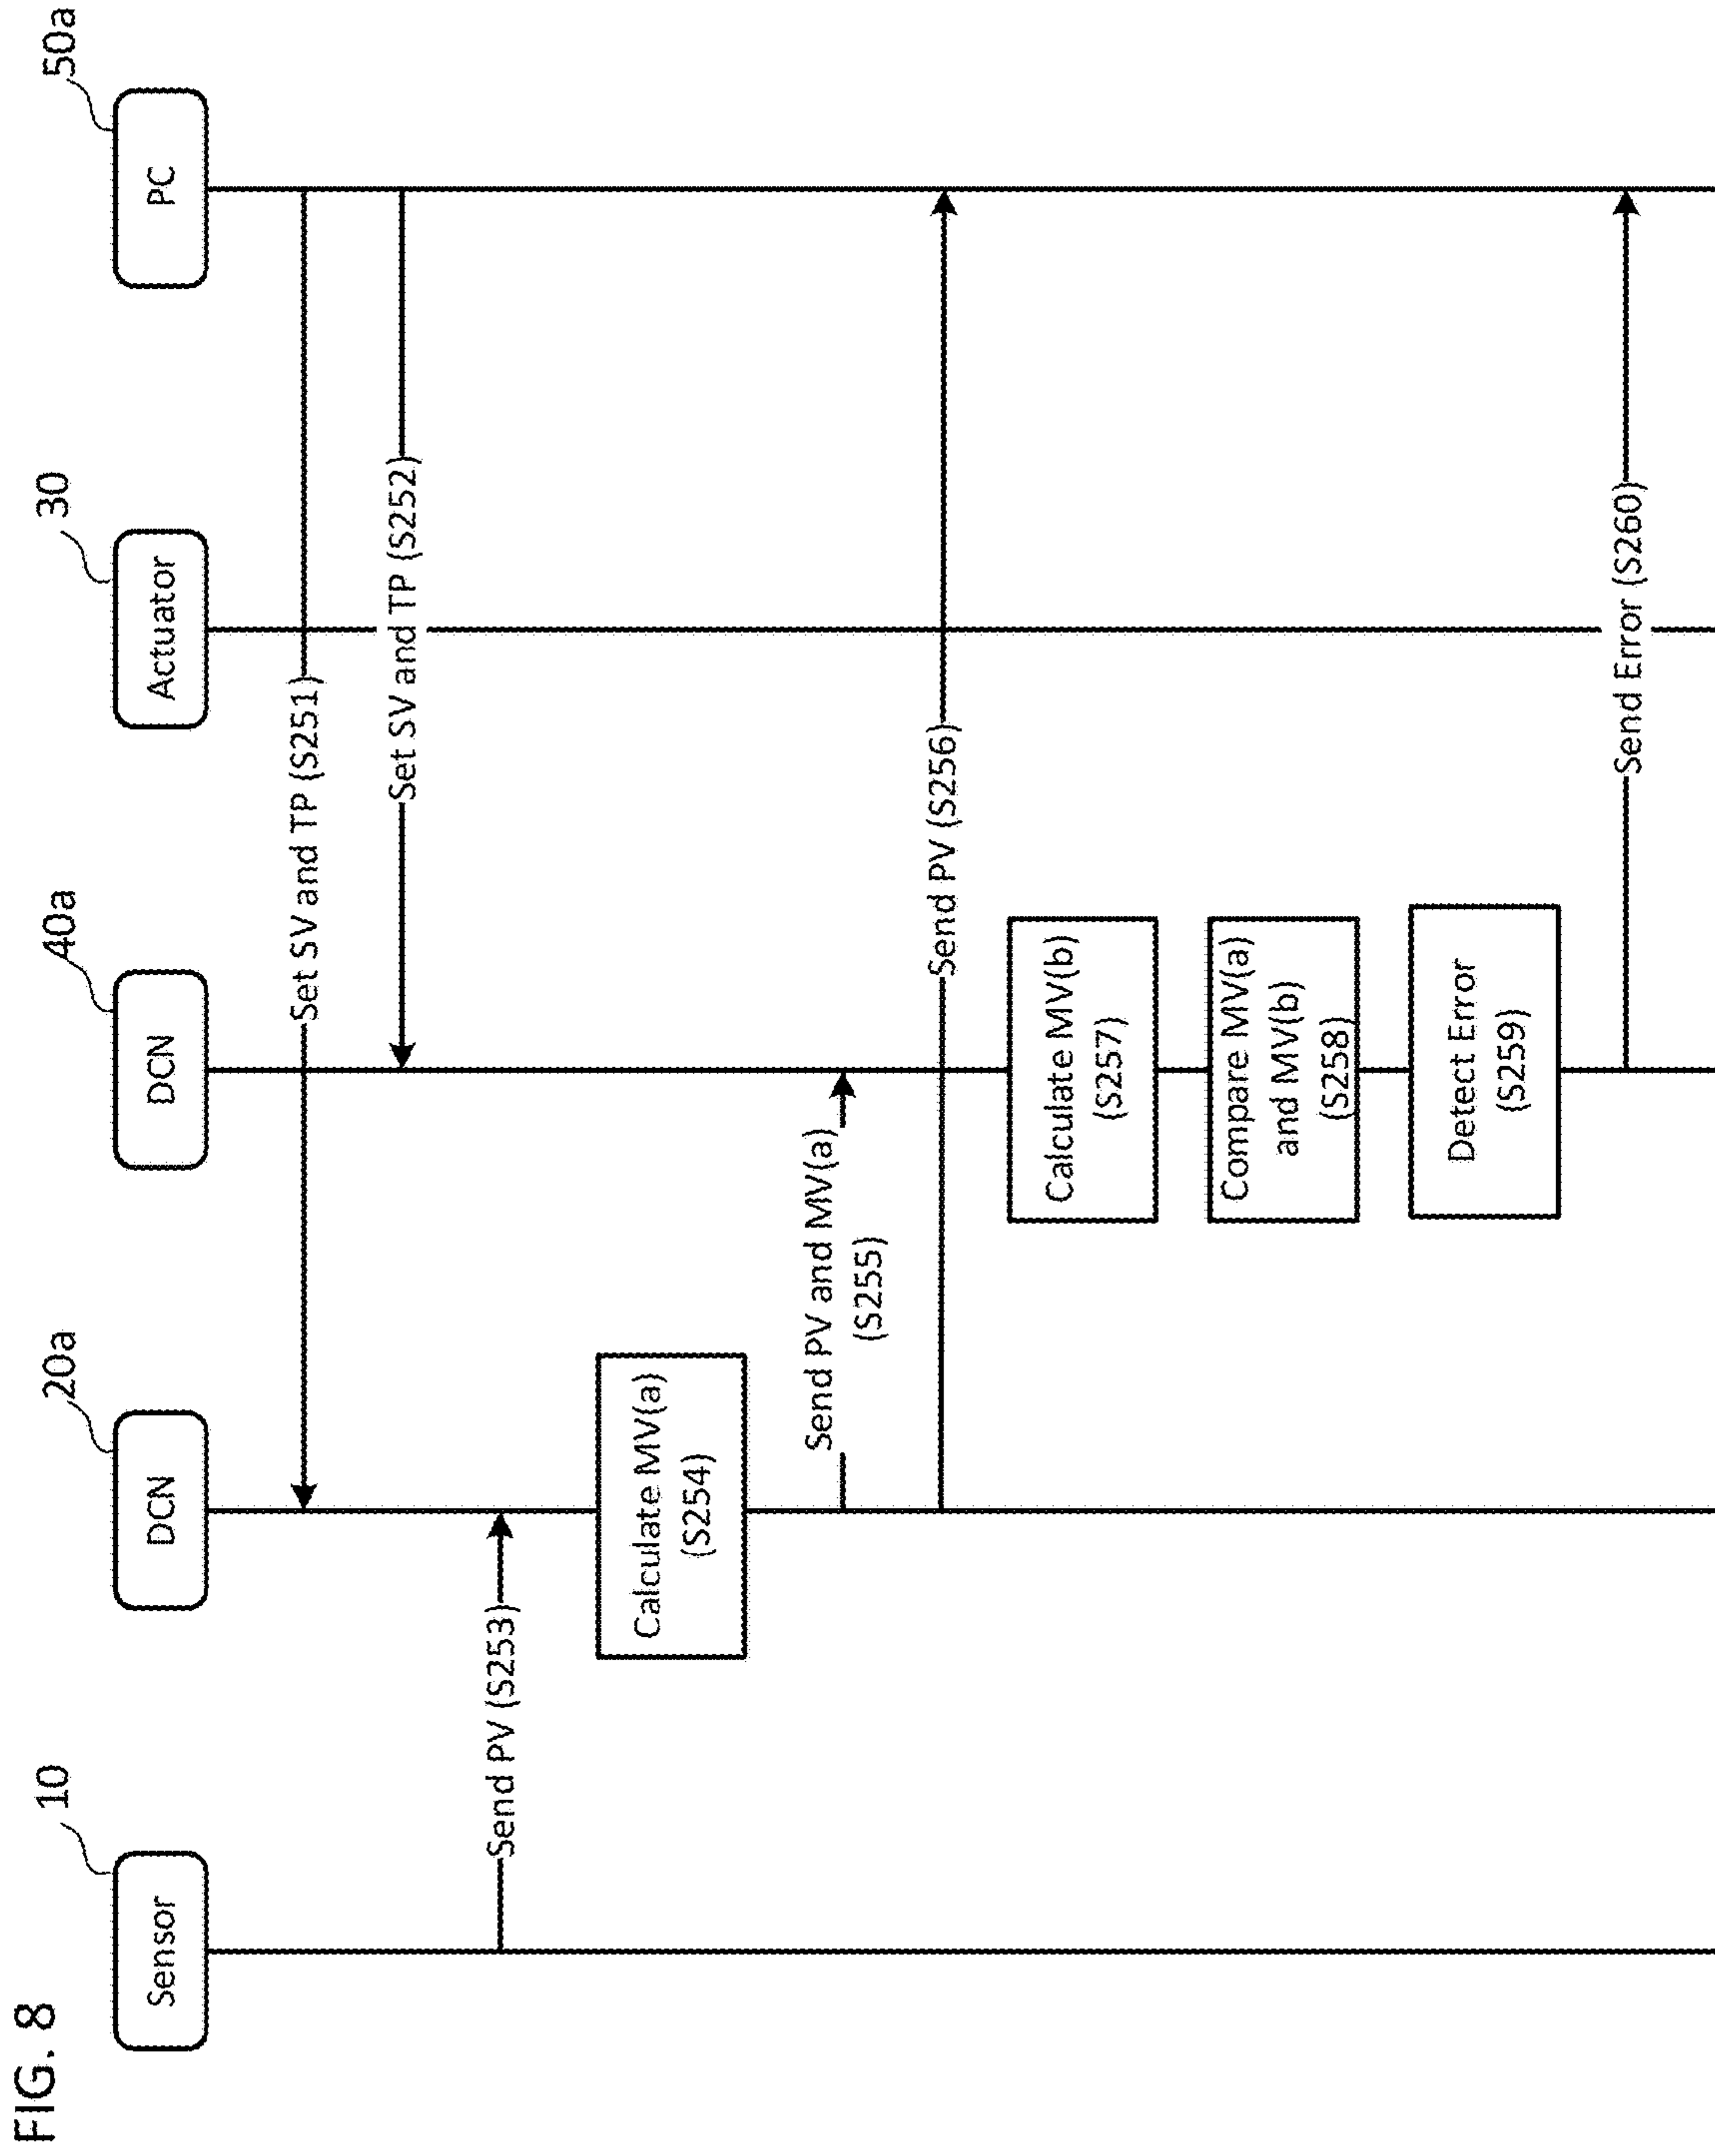 FIG. 8
10
20a
40a
30
50a
Sensor
DCN
DCN
Actuator
PC
Set SV and TP (S251)
Set SV and TP (S252)
Send PV (S253)
Calculate MV(a)
(S254)
Send PV and MV(a)
(S255)
Send PV (S256)
Calculate MV(b)
(S257)
Compare MV(a)
and MV(b)
(S258)
Detect Error
(S259)
Send Error (S260)